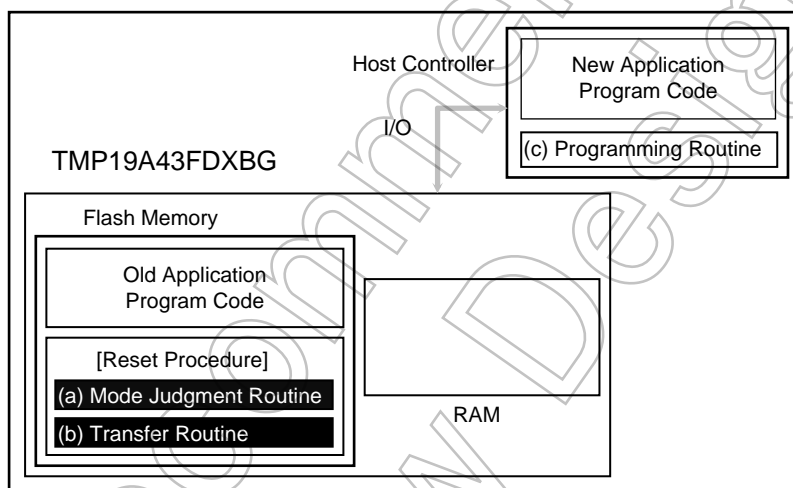 Host Controller
New Application
Program Code
I/O
(c) Programming Routine
TMP19A43FDXBG
Flash Memory
Old Application
Program Code
[Reset Procedure]
(a) Mode Judgment Routine
(b) Transfer Routine
RAM